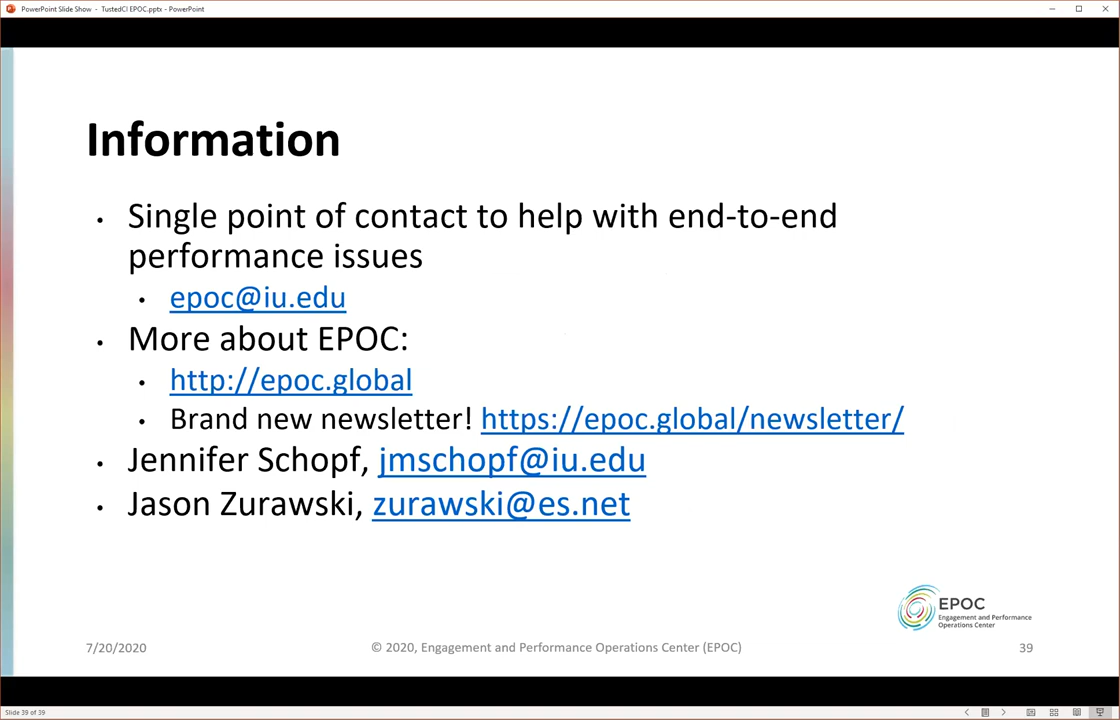 PowerPoint Slide Show - TustedCI EPOC.pptx - PowerPoint
Information
• Single point of contact to help with end-to-end
performance issues
• epoc@iu.edu
• More about EPOC:
• http://epoc.global
• Brand new newsletter! https://epoc.global/newsletter/
• Jennifer Schopf, jmschopf@iu.edu
• Jason Zurawski, zurawski@es.net
EPOC
Engagement and Performance
Operations Center
7/20/2020
© 2020, Engagement and Performance Operations Center (EPOC)
39
Slide 39 of 39